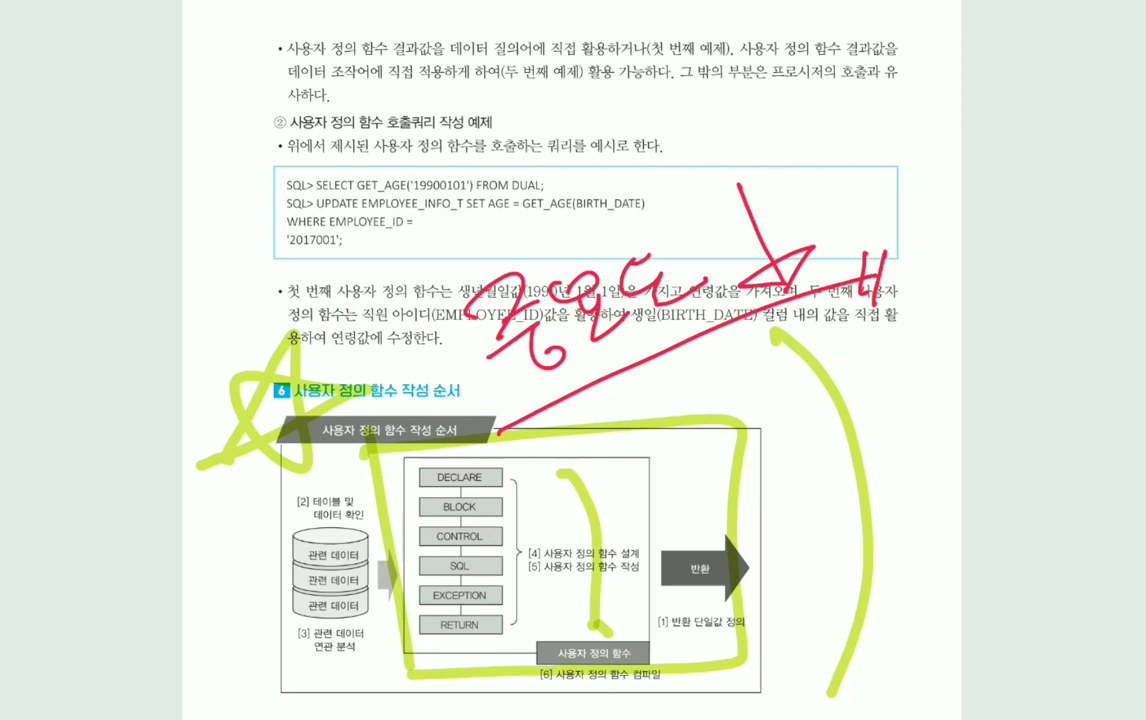 • 사용자 정의 함수 결과값을 데이터 질의어에 직접 활용하거나(첫 번째 예제), 사용자 정의 함수 결과값을
데이터 조작어에 직접 적용하게 하여(두 번째 예제) 활용 가능하다. 그 밖의 부분은 프로시저의 호출과 유
사하다.
② 사용자 정의 함수 호출쿼리 작성 예제
• 위에서 제시된 사용자 정의 함수를 호출하는 쿼리를 예시로 한다.
SQL> SELECT GET_AGE('19900101') FROM DUAL;
SQL> UPDATE EMPLOYEE_INFO_T SET AGE = GET_AGE(BIRTH_DATE)
WHERE EMPLOYEE_ID =
'2017001';
• 첫 번째 사용자 정의 함수는 생년월일값(1990년 1월 1일)을 가지고 연령값을 가져오며, 두 번째 사용자
정의 함수는 직원 아이디(EMPLOYEE_ID)값을 활용하여 생일(BIRTH_DATE) 컬럼 내의 값을 직접 활
용하여 연령값에 수정한다.
중요도
6 사용자 정의 함수 작성 순서
사용자 정의 함수 작성 순서
[2] 테이블 및
데이터 확인
관련 데이터
관련 데이터
관련 데이터
[3] 관련 데이터
연관 분석
DECLARE
BLOCK
CONTROL
SQL
EXCEPTION
RETURN
[4] 사용자 정의 함수 설계
[5] 사용자 정의 함수 작성
사용자 정의 함수
[6] 사용자 정의 함수 컴파일
반환
[1] 반환 단일값 정의